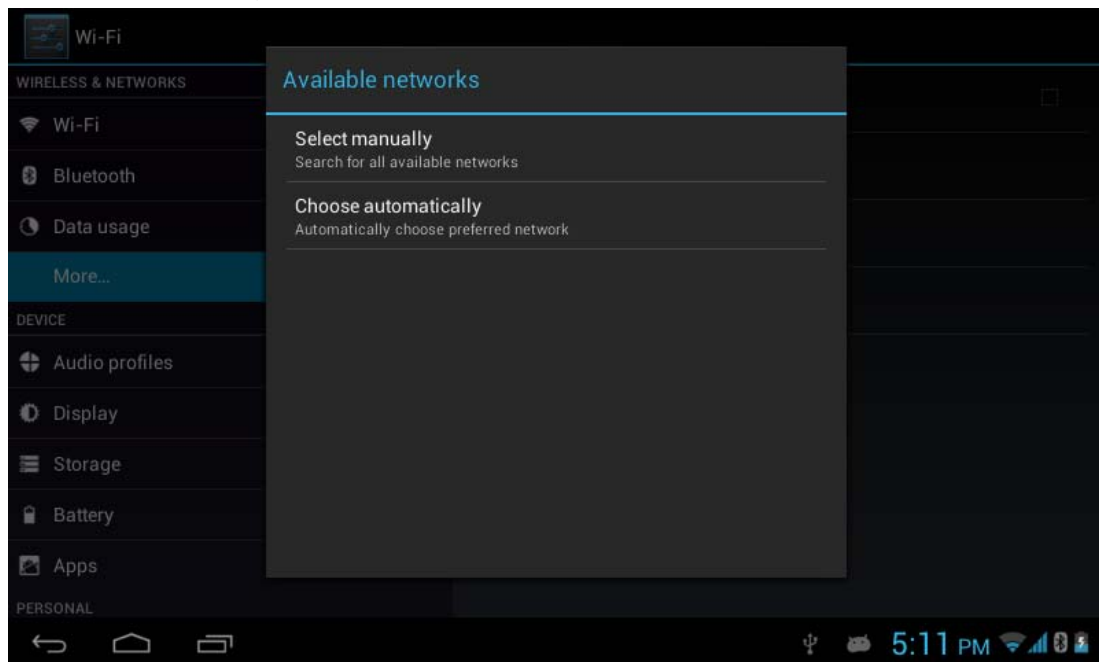 Wi-Fi
WIRELESS & NETWORKS
Wi-Fi
Bluetooth
Data usage
More...
DEVICE
Audio profiles
Display
Storage
Battery
Apps
PERSONAL
Available networks
Select manually
Search for all available networks
Choose automatically
Automatically choose preferred network
5:11 PM